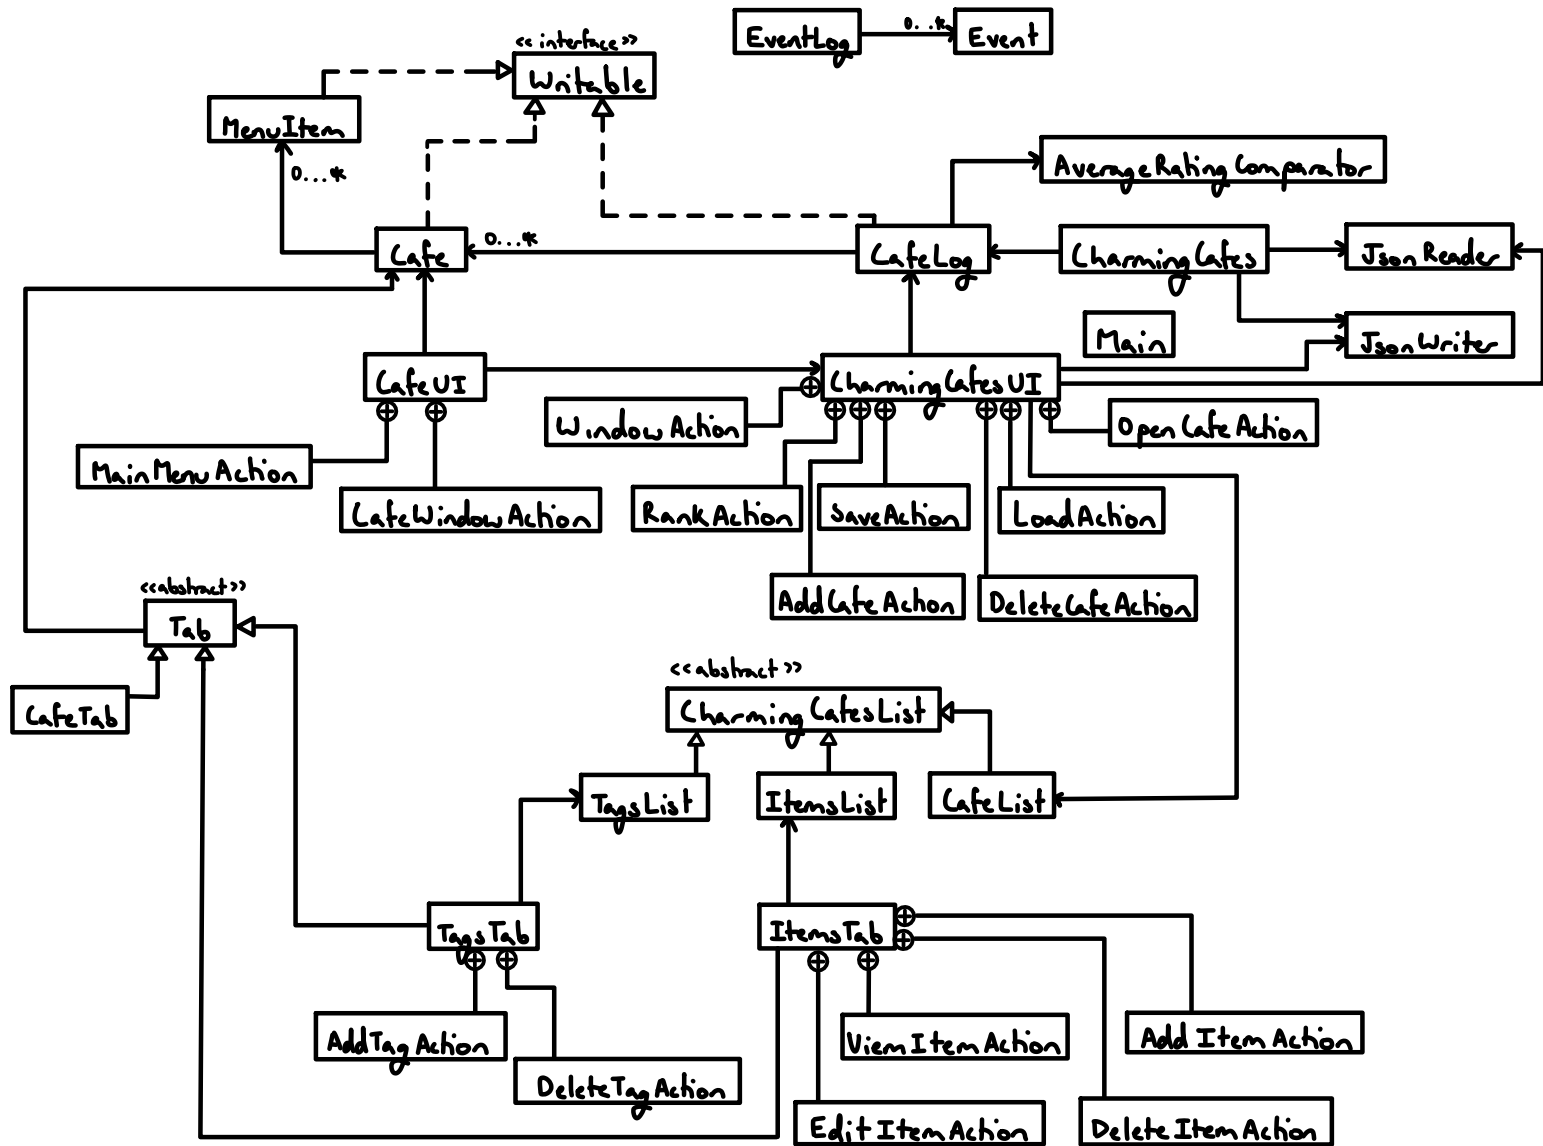 EventLog
0...*
Event
<< interface >>
Writable
MenuItem
0...*
AverageRatingComparator
Cafe
0...*
CafeLog
CharmingCafes
JsonReader
Main
JsonWriter
CafeUI
CharmingCafesUI
WindowAction
OpenCafeAction
MainMenuAction
CafeWindowAction
RankAction
SaveAction
LoadAction
AddCafeAction
DeleteCafeAction
<<abstract>>
Tab
CafeTab
<<abstract >>
CharmingCafesList
TagsList
ItemsList
CafeList
TagsTab
ItemsTab
AddTagAction
ViewItemAction
AddItemAction
DeleteTagAction
EditItemAction
DeleteItemAction